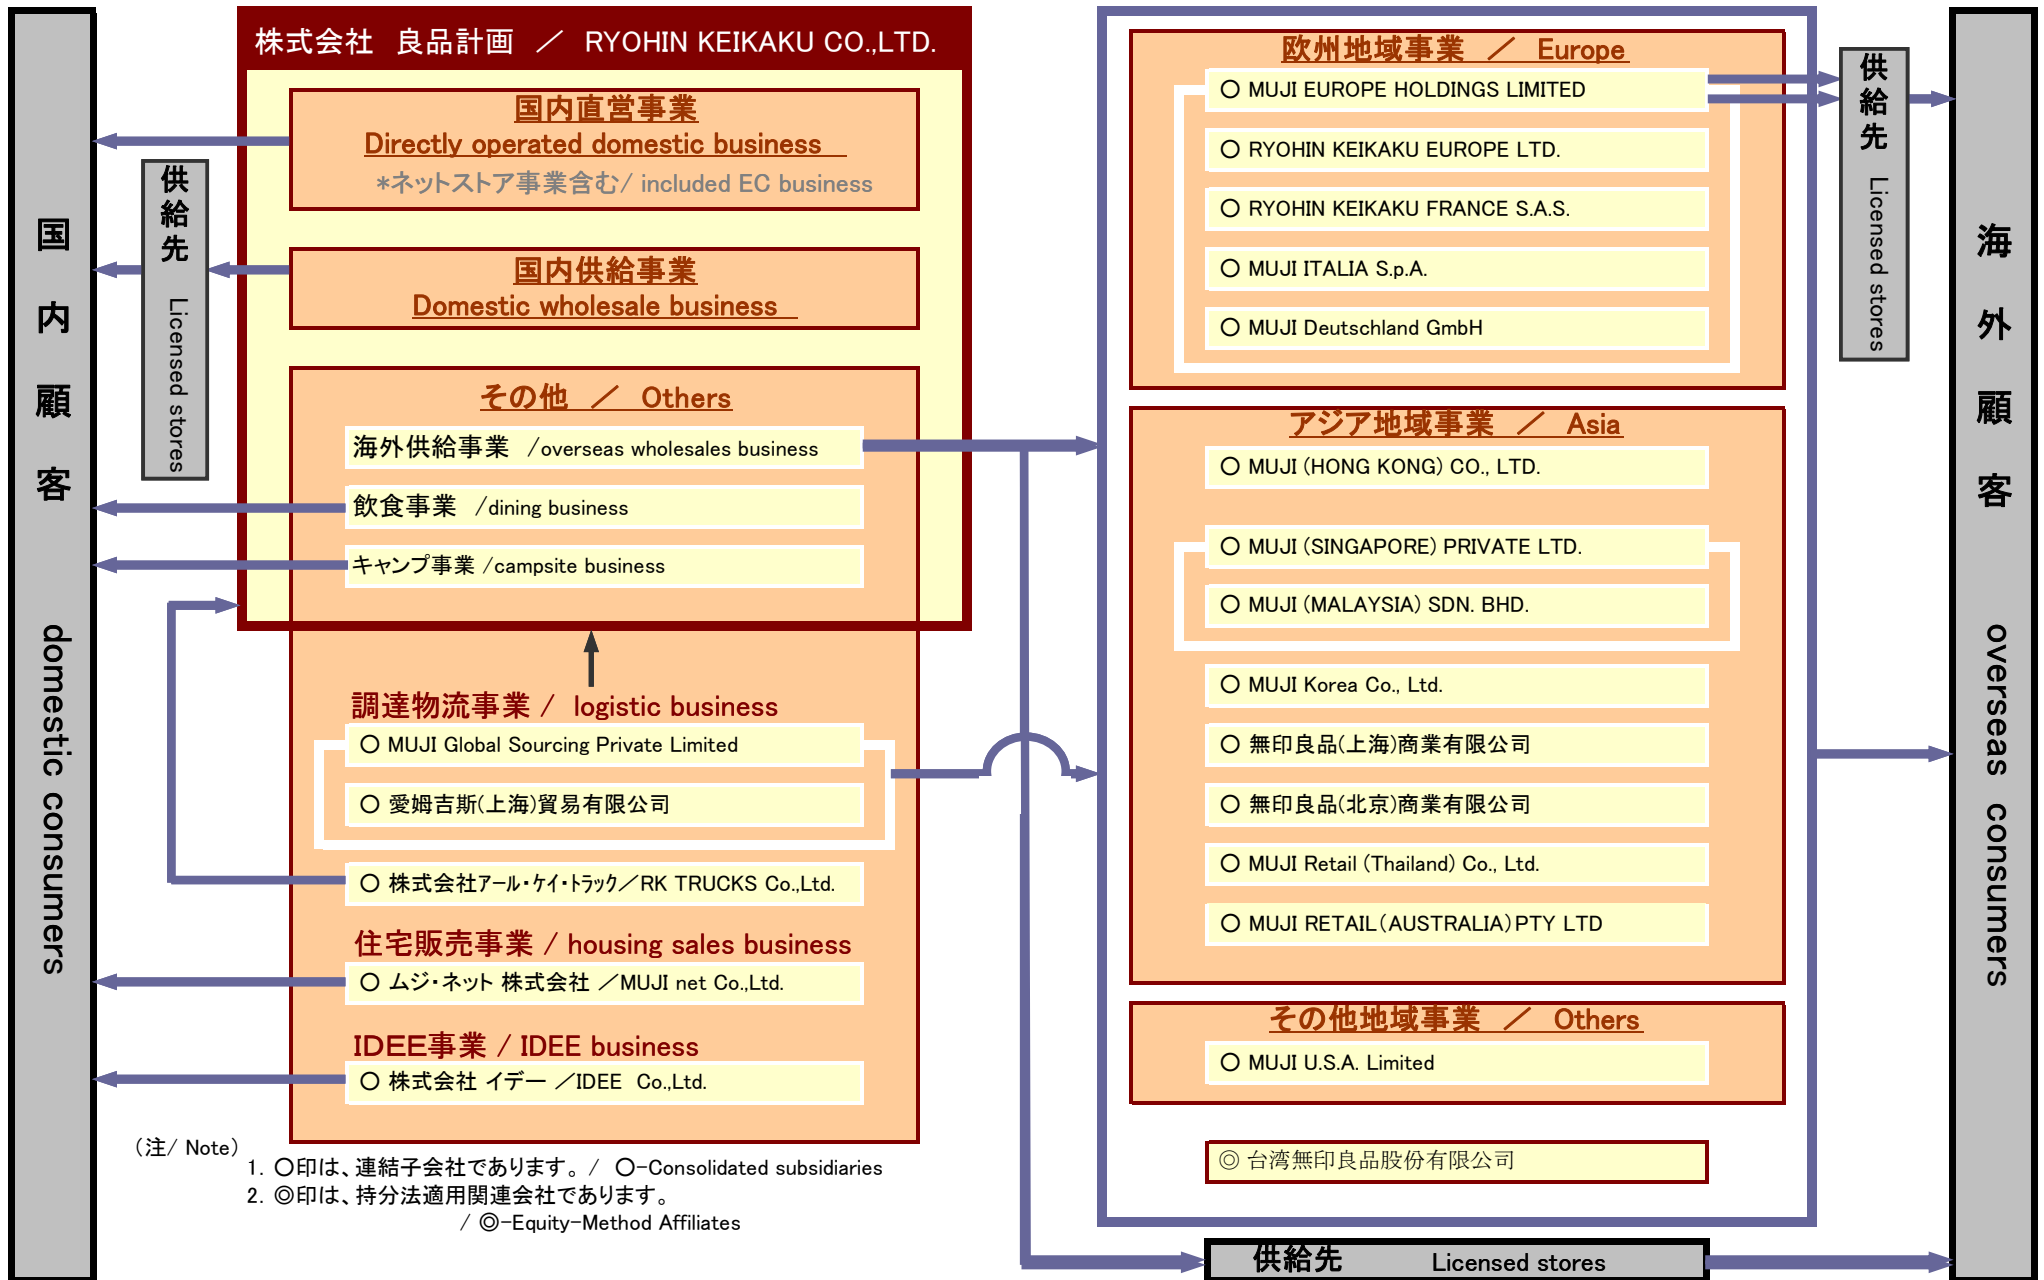 国内顧客 domestic consumers
供給先 Licensed stores
株式会社 良品計画 ／ RYOHIN KEIKAKU CO.,LTD.
国内直営事業
Directly operated domestic business
*ネットストア事業含む/ included EC business
国内供給事業
Domestic wholesale business
その他 ／ Others
海外供給事業 /overseas wholesales business
飲食事業 /dining business
キャンプ事業 /campsite business
調達物流事業 / logistic business
○ MUJI Global Sourcing Private Limited
○ 愛姆吉斯(上海)貿易有限公司
○ 株式会社アール・ケイ・トラック／RK TRUCKS Co.,Ltd.
住宅販売事業 / housing sales business
○ ムジ・ネット 株式会社 ／MUJI net Co.,Ltd.
IDEE事業 / IDEE business
○ 株式会社 イデー ／IDEE Co.,Ltd.
（注/ Note）
1. ○印は、連結子会社であります。 / ○-Consolidated subsidiaries
2. ◎印は、持分法適用関連会社であります。
/ ◎-Equity-Method Affiliates
欧州地域事業 ／ Europe
○ MUJI EUROPE HOLDINGS LIMITED
○ RYOHIN KEIKAKU EUROPE LTD.
○ RYOHIN KEIKAKU FRANCE S.A.S.
○ MUJI ITALIA S.p.A.
○ MUJI Deutschland GmbH
アジア地域事業 ／ Asia
○ MUJI (HONG KONG) CO., LTD.
○ MUJI (SINGAPORE) PRIVATE LTD.
○ MUJI (MALAYSIA) SDN. BHD.
○ MUJI Korea Co., Ltd.
○ 無印良品(上海)商業有限公司
○ 無印良品(北京)商業有限公司
○ MUJI Retail (Thailand) Co., Ltd.
○ MUJI RETAIL（AUSTRALIA）PTY LTD
その他地域事業 ／ Others
○ MUJI U.S.A. Limited
◎ 台湾無印良品股份有限公司
供給先 Licensed stores
供給先 Licensed stores
海外顧客 overseas consumers